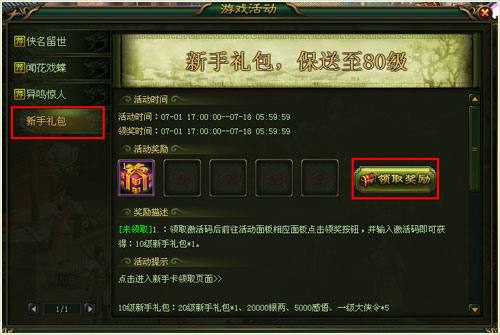 游戏活动
荐 侠名留世
荐 闻花戏蝶
荐 异鸣惊人
新手礼包
新手礼包，保送至80级
活动时间
活动时间：07-01 17:00:00--07-18 05:59:59
领奖时间：07-01 17:00:00--07-18 05:59:59
活动奖励
1
领取奖励
奖励描述
[未领取]1.：领取激活码后前往活动面板相应面板点击领奖按钮，并输入激活码即可获
得：10级新手礼包*1。
活动提示
点击进入新手卡领取页面>>
10级新手礼包：20级新手礼包*1、20000银两、5000感悟、一级大侠令*5
1/1